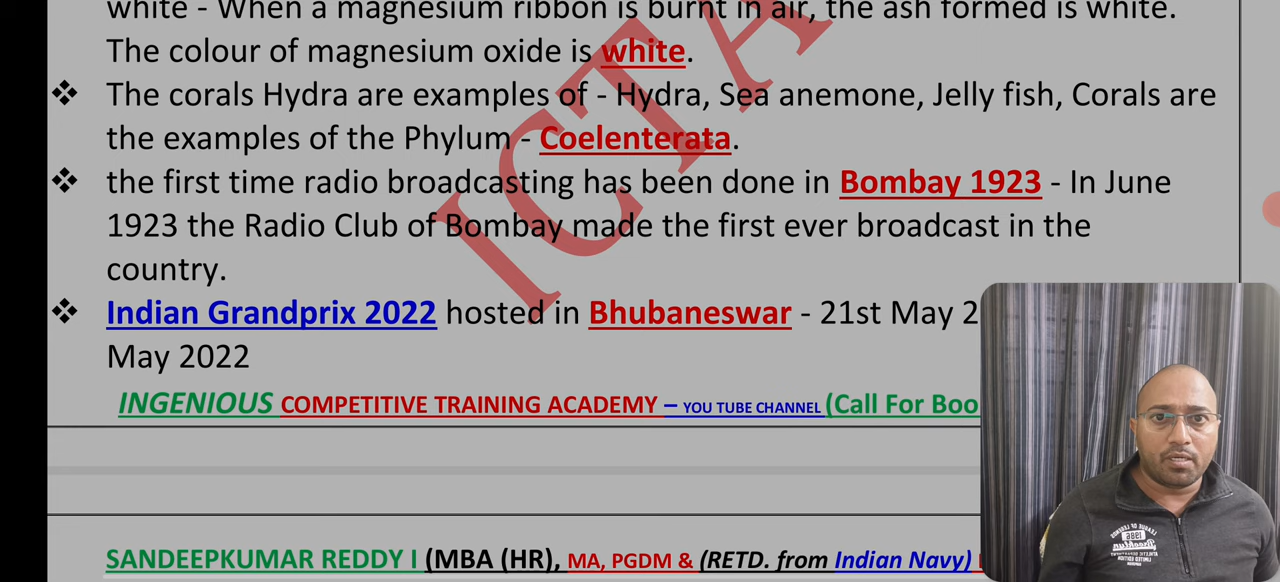 white - When a magnesium ribbon is burnt in air, the ash formed is white.
The colour of magnesium oxide is white.
❖ The corals Hydra are examples of - Hydra, Sea anemone, Jelly fish, Corals are
the examples of the Phylum - Coelenterata.
❖ the first time radio broadcasting has been done in Bombay 1923 - In June
1923 the Radio Club of Bombay made the first ever broadcast in the
country.
❖ Indian Grandprix 2022 hosted in Bhubaneswar - 21st May 2
May 2022
INGENIOUS COMPETITIVE TRAINING ACADEMY – YOU TUBE CHANNEL (Call For Boo
SANDEEPKUMAR REDDY I (MBA (HR), MA, PGDM & (RETD. from Indian Navy)
ICTA
1986
Brooklyn